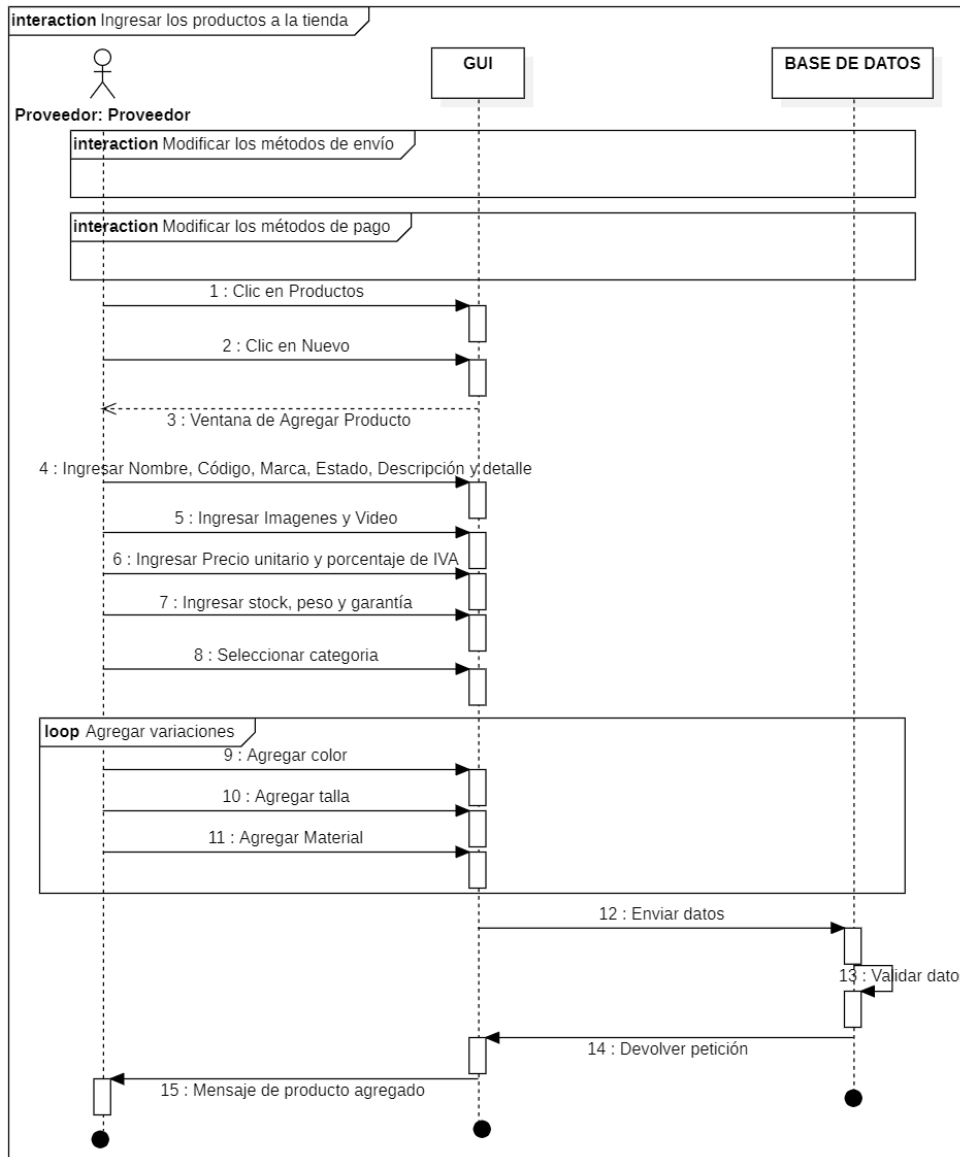 interaction Ingresar los productos a la tienda
GUI
BASE DE DATOS
Proveedor: Proveedor
interaction Modificar los métodos de envío
interaction Modificar los métodos de pago
1 : Clic en Productos
2 : Clic en Nuevo
3 : Ventana de Agregar Producto
4 : Ingresar Nombre, Código, Marca, Estado, Descripción y detalle
5 : Ingresar Imagenes y Video
6 : Ingresar Precio unitario y porcentaje de IVA
7 : Ingresar stock, peso y garantía
8 : Seleccionar categoria
loop Agregar variaciones
9 : Agregar color
10 : Agregar talla
11 : Agregar Material
12 : Enviar datos
13 : Validar dato
14 : Devolver petición
15 : Mensaje de producto agregado